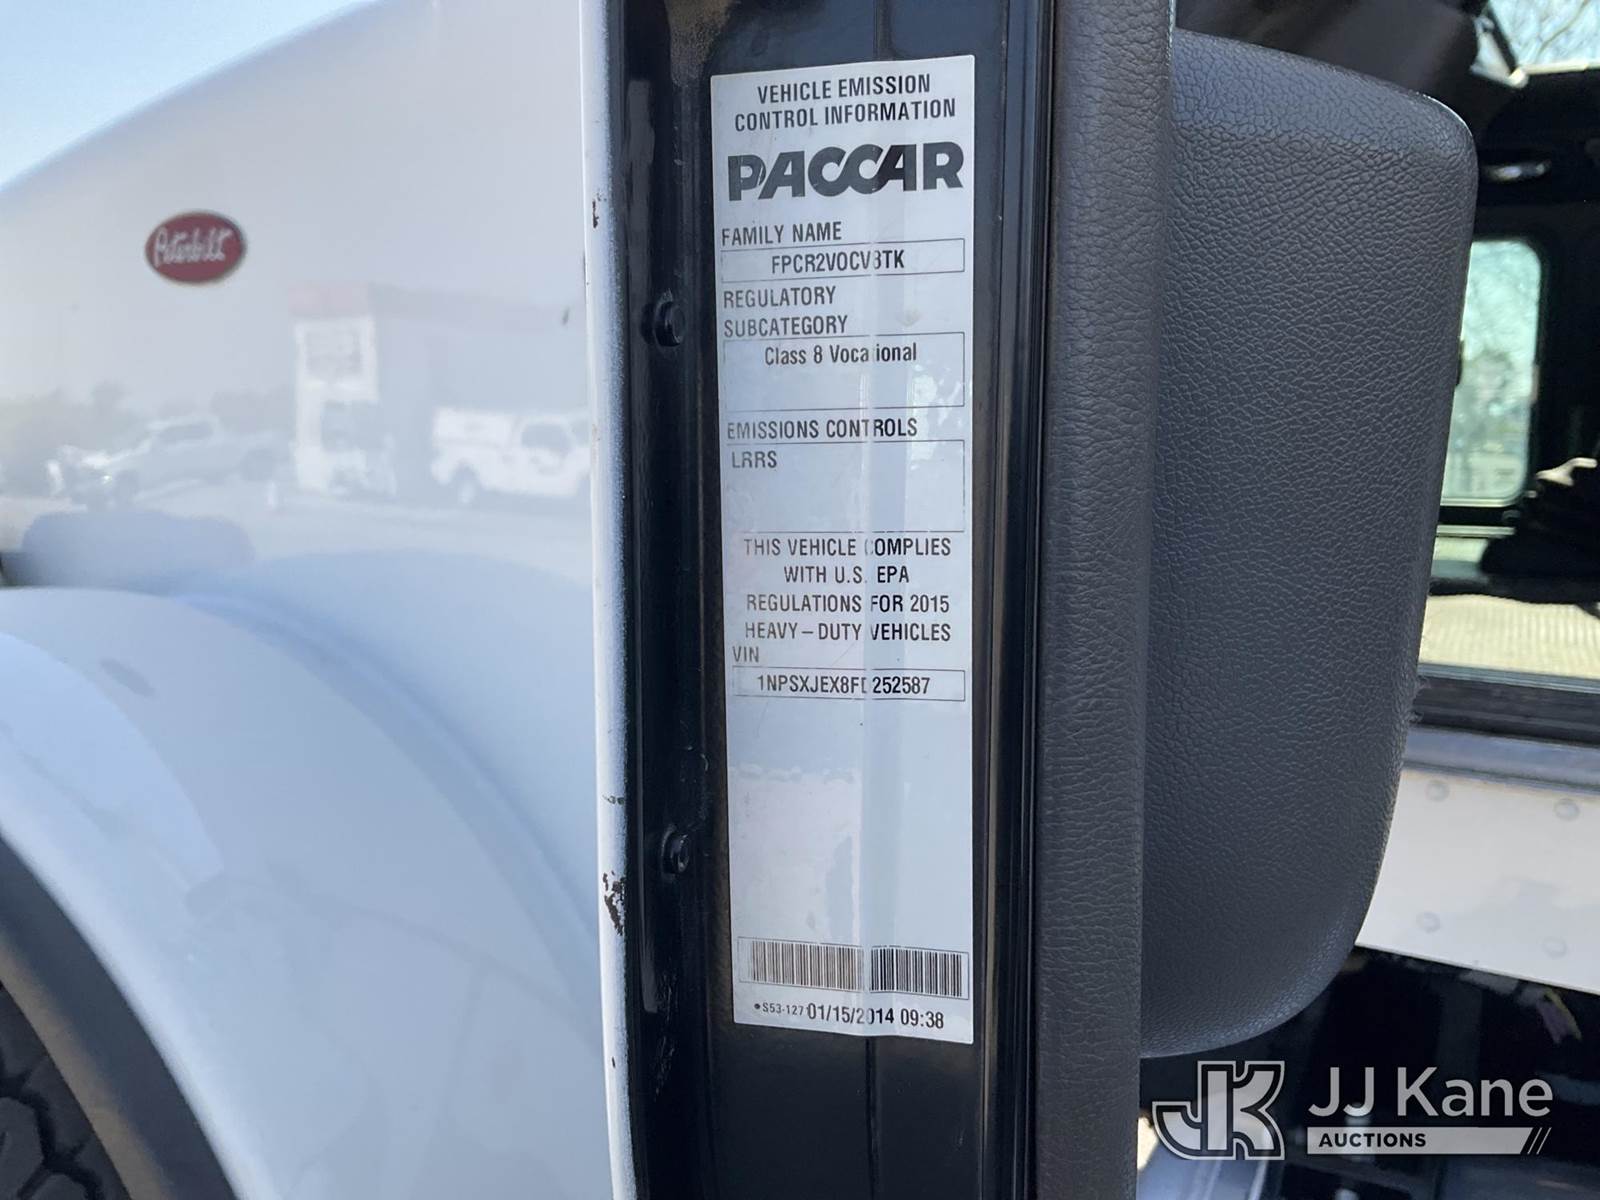 Peterbilt
VEHICLE EMISSION
CONTROL INFORMATION
PACCAR
FAMILY NAME
FPCR2VOCV8TK
REGULATORY
SUBCATEGORY
Class 8 Vocational
EMISSIONS CONTROLS
LRRS
THIS VEHICLE COMPLIES
WITH U.S. EPA
REGULATIONS FOR 2015
HEAVY-DUTY VEHICLES
VIN
1NPSXJEX8FD252587
S53-127 01/15/2014 09:38
JK JJ Kane
AUCTIONS